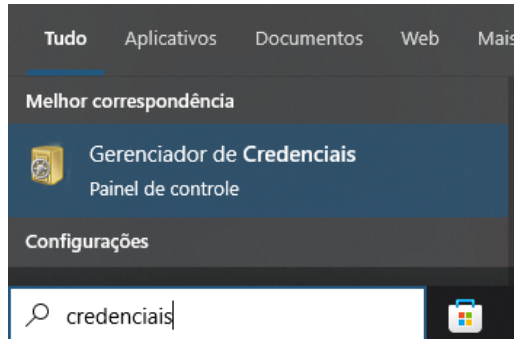 Tudo Aplicativos Documentos Web Mais
Melhor correspondência
Gerenciador de Credenciais
Painel de controle
Configurações
credenciais